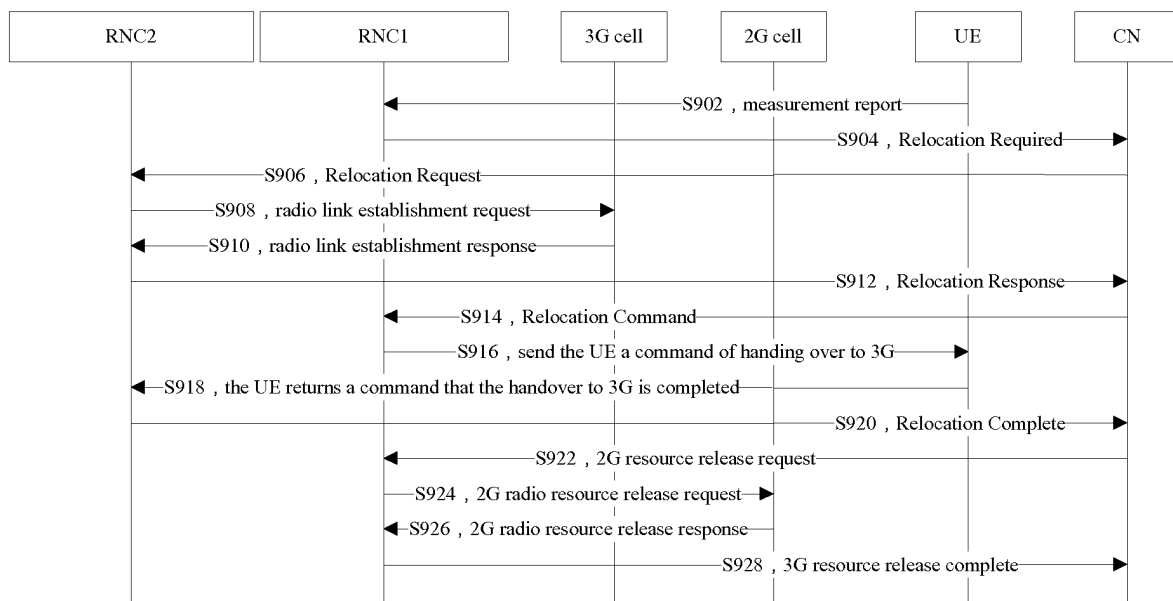 RNC2
RNC1
3G cell
2G cell
UE
CN
S902，measurement report
S904，Relocation Required
S906，Relocation Request
S908，radio link establishment request
S910，radio link establishment response
S912，Relocation Response
S914，Relocation Command
S916，send the UE a command of handing over to 3G
S918，the UE returns a command that the handover to 3G is completed
S920，Relocation Complete
S922，2G resource release request
S924，2G radio resource release request
S926，2G radio resource release response
S928，3G resource release complete